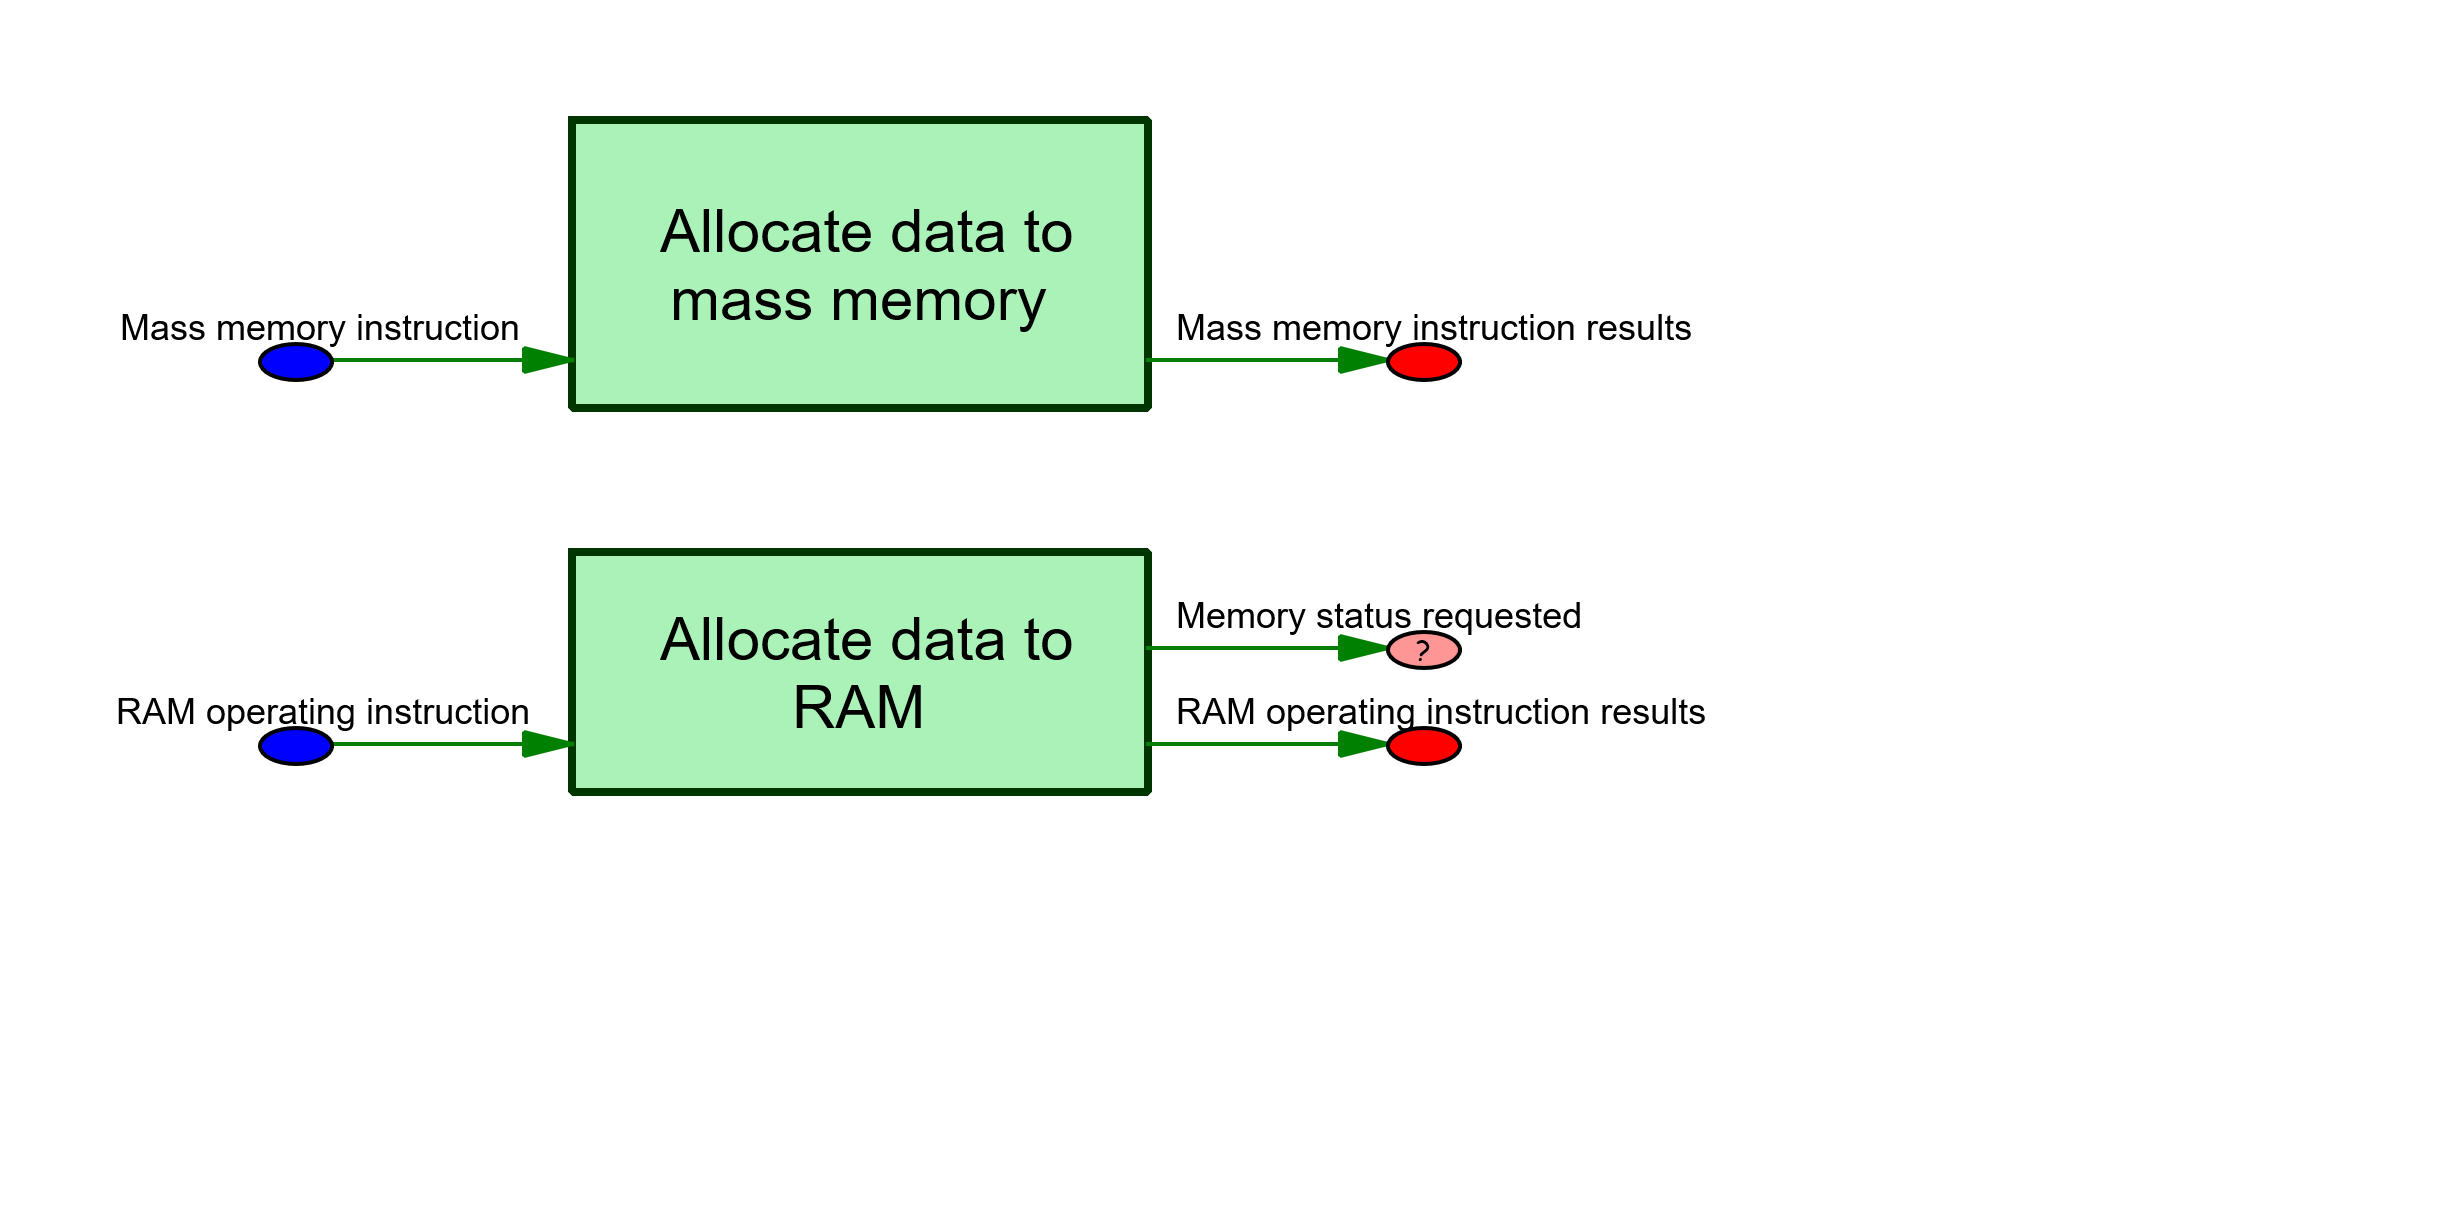 Allocate data to
mass memory
Mass memory instruction
Mass memory instruction results
Allocate data to
RAM
Memory status requested
?
RAM operating instruction
RAM operating instruction results